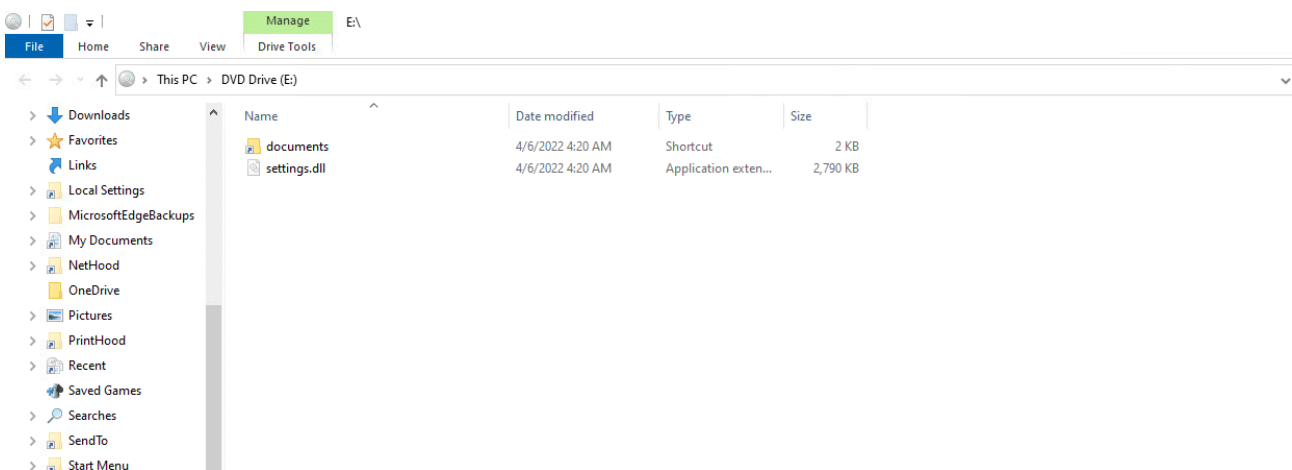 Manage E:\
File Home Share View Drive Tools
This PC > DVD Drive (E:)
Downloads
Favorites
Links
Local Settings
MicrosoftEdgeBackups
My Documents
NetHood
OneDrive
Pictures
PrintHood
Recent
Saved Games
Searches
SendTo
Start Menu
Name Date modified Type Size
documents 4/6/2022 4:20 AM Shortcut 2 KB
settings.dll 4/6/2022 4:20 AM Application exten... 2,790 KB